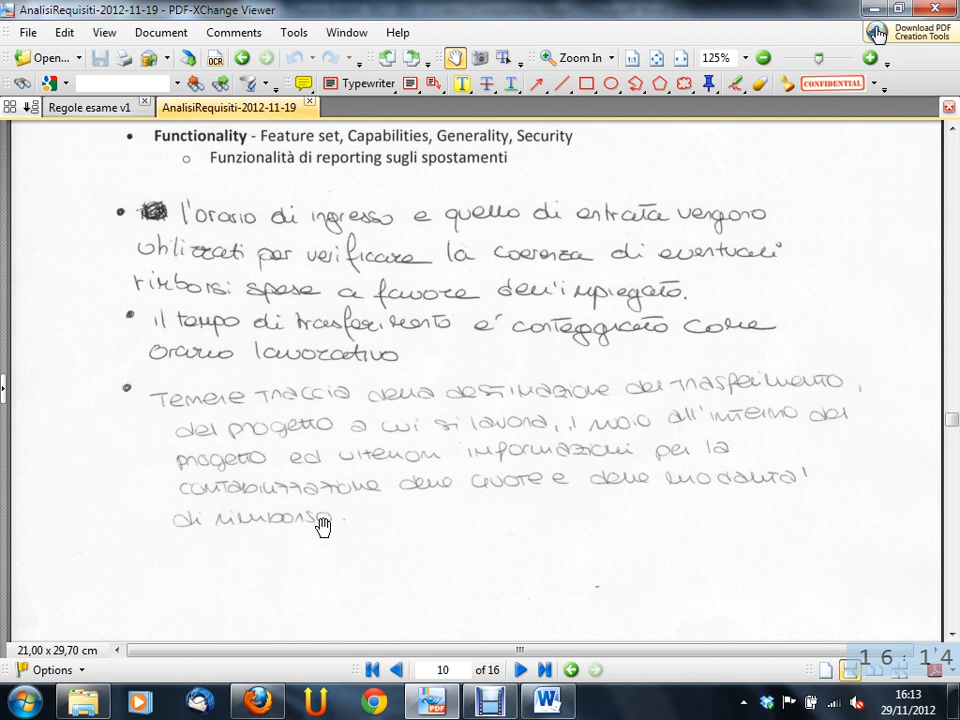 AnalisiRequisiti-2012-11-19 - PDF-XChange Viewer
File Edit View Document Comments Tools Window Help
Download PDF
Creation Tools
Open... OCR Zoom In 125%
Typewriter CONFIDENTIAL
Regole esame v1 AnalisiRequisiti-2012-11-19
• Functionality - Feature set, Capabilities, Generality, Security
o Funzionalità di reporting sugli spostamenti
• l'orario di ingresso e quello di entrata vengono
utilizzati per verificare la coerenza di eventuali
rimborsi spese a favore dell'impiegato.
• il tempo di trasferimento e' conteggiato come
orario lavorativo
• Tenere traccia della destinazione del trasferimento,
del progetto a cui si lavora, il ruolo all'interno del
progetto ed ulteriori informazioni per la
contabilizzazione delle quote e delle modalita'
di rimborso.
21,00 x 29,70 cm
16:14
Options 10 of 16
16:13
29/11/2012